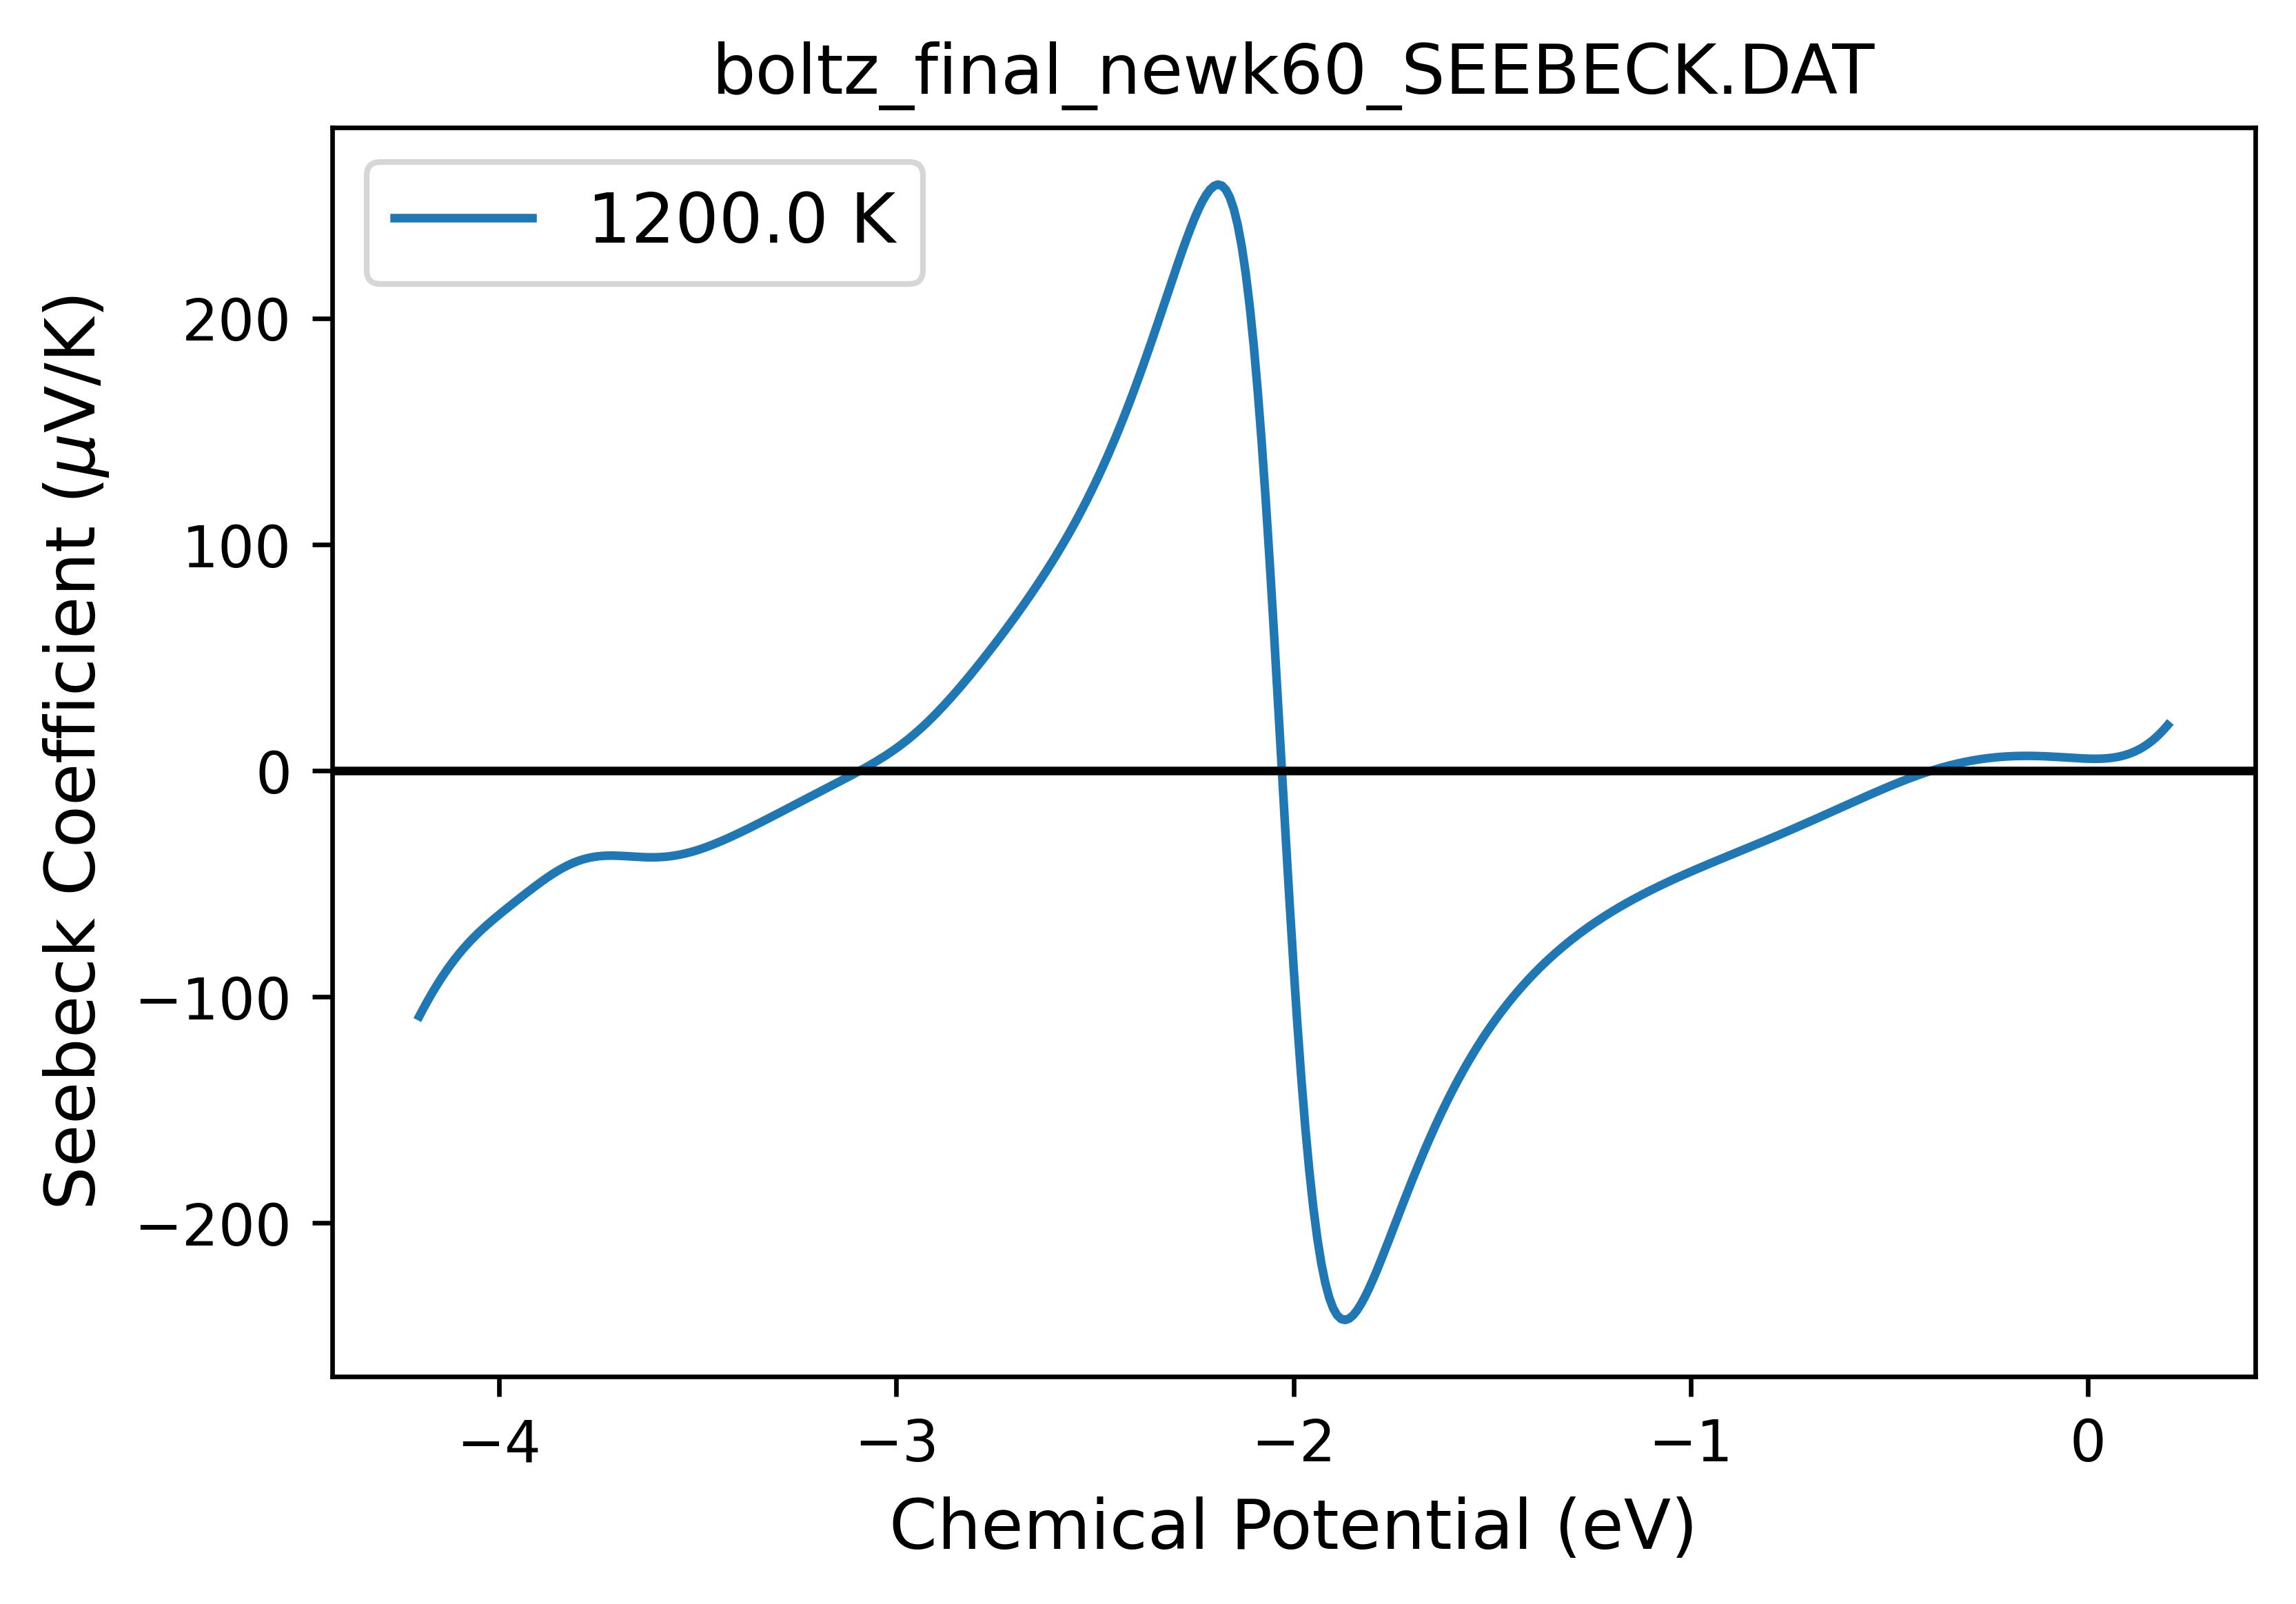 boltz_final_newk60_SEEBECK.DAT
1200.0 K
Seebeck Coefficient (μV/K)
200
100
0
−100
−200
−4
−3
−2
−1
0
Chemical Potential (eV)